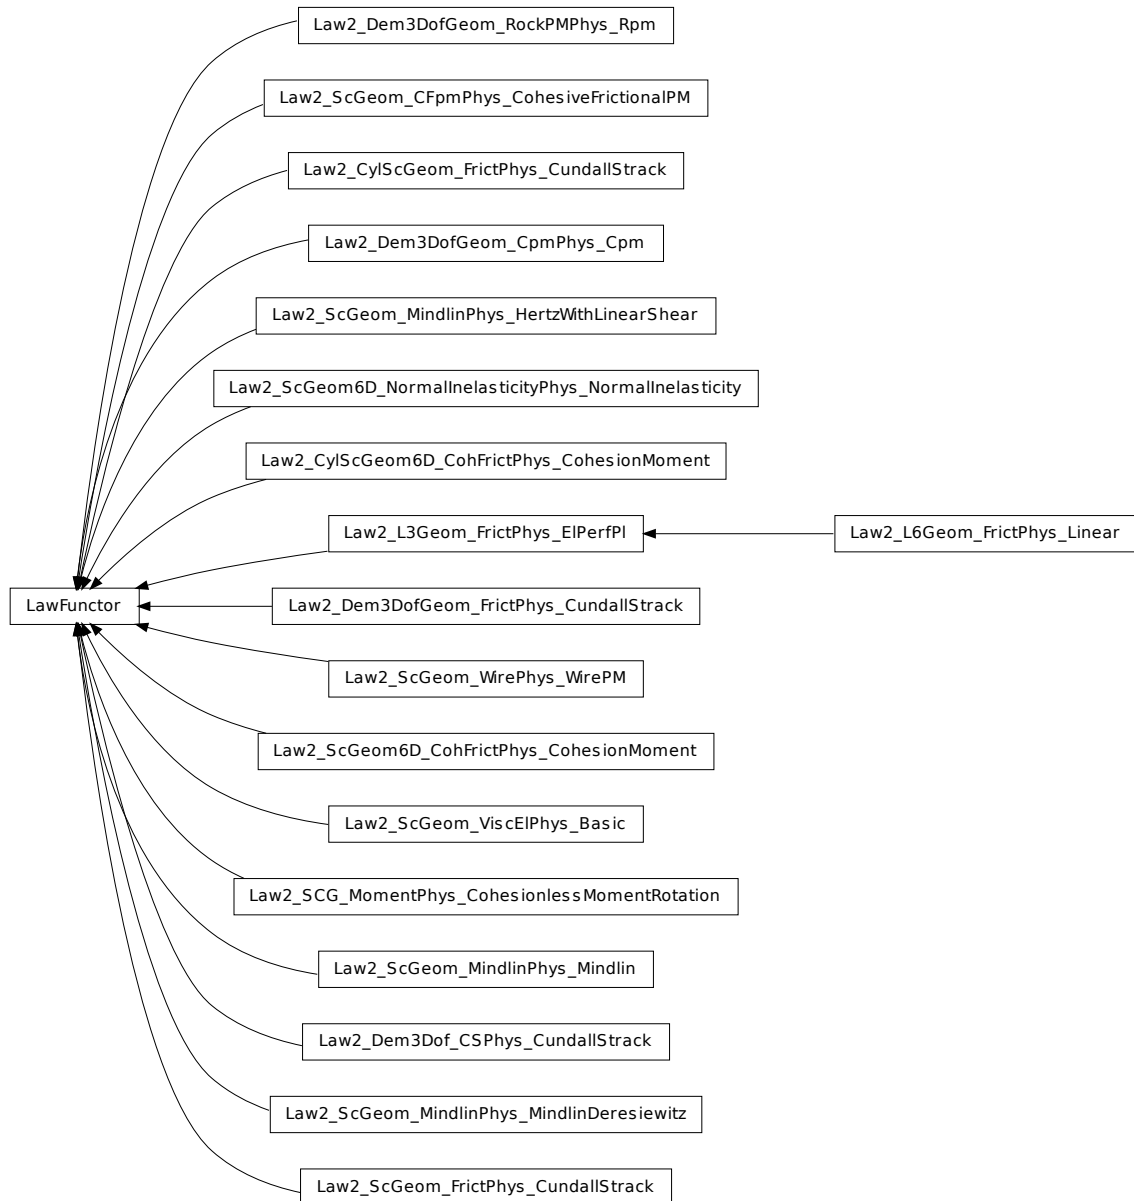 Law2_Dem3DofGeom_RockPMPhys_Rpm
Law2_ScGeom_CFpmPhys_CohesiveFrictionalPM
Law2_CylScGeom_FrictPhys_CundallStrack
Law2_Dem3DofGeom_CpmPhys_Cpm
Law2_ScGeom_MindlinPhys_HertzWithLinearShear
Law2_ScGeom6D_NormalInelasticityPhys_NormalInelasticity
Law2_CylScGeom6D_CohFrictPhys_CohesionMoment
Law2_L3Geom_FrictPhys_ElPerfPl
Law2_L6Geom_FrictPhys_Linear
LawFunctor
Law2_Dem3DofGeom_FrictPhys_CundallStrack
Law2_ScGeom_WirePhys_WirePM
Law2_ScGeom6D_CohFrictPhys_CohesionMoment
Law2_ScGeom_ViscElPhys_Basic
Law2_SCG_MomentPhys_CohesionlessMomentRotation
Law2_ScGeom_MindlinPhys_Mindlin
Law2_Dem3Dof_CSPhys_CundallStrack
Law2_ScGeom_MindlinPhys_MindlinDeresiewitz
Law2_ScGeom_FrictPhys_CundallStrack